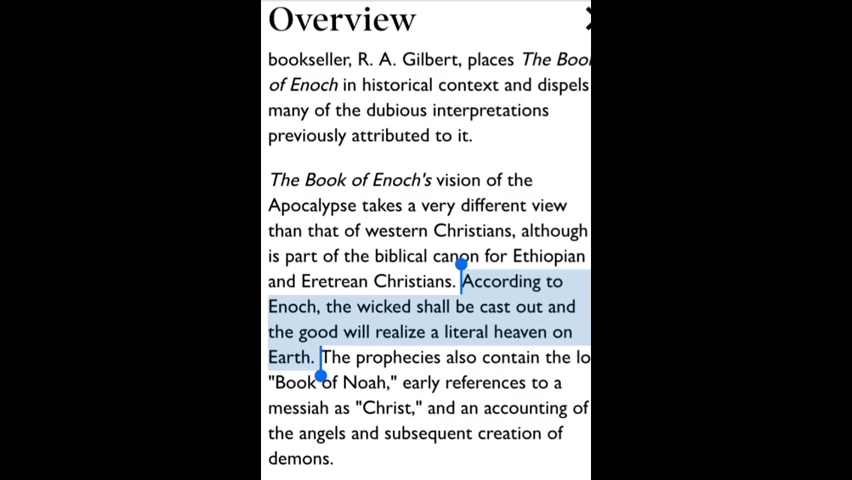 Overview
bookseller, R. A. Gilbert, places The Boo
of Enoch in historical context and dispels
many of the dubious interpretations
previously attributed to it.
The Book of Enoch's vision of the
Apocalypse takes a very different view
than that of western Christians, although
is part of the biblical canon for Ethiopian
and Eretrean Christians. According to
Enoch, the wicked shall be cast out and
the good will realize a literal heaven on
Earth. The prophecies also contain the lo
"Book of Noah," early references to a
messiah as "Christ," and an accounting of
the angels and subsequent creation of
demons.